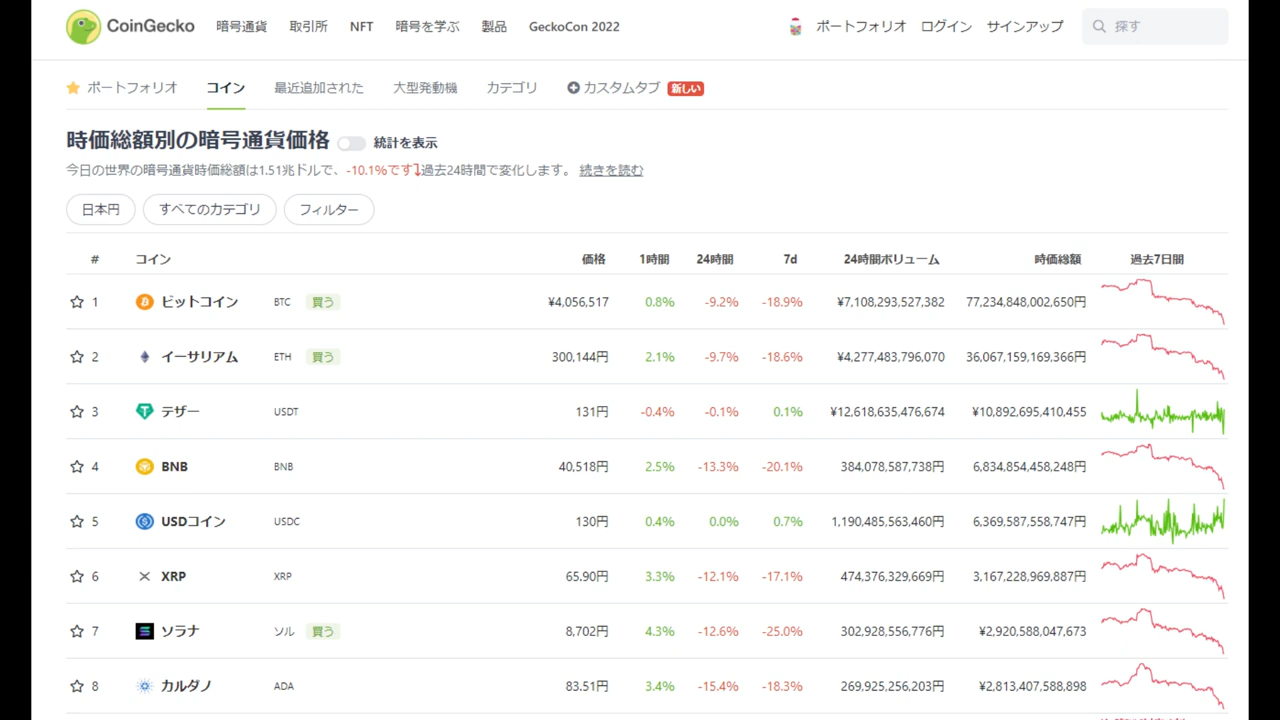 CoinGecko 暗号通貨 取引所 NFT 暗号を学ぶ 製品 GeckoCon 2022 ポートフォリオ ログイン サインアップ 探す
ポートフォリオ コイン 最近追加された 大型発動機 カテゴリ カスタムタブ 新しい
時価総額別の暗号通貨価格 統計を表示
今日の世界の暗号通貨時価総額は1.51兆ドルで、-10.1%です過去24時間で変化します。 続きを読む
日本円 すべてのカテゴリ フィルター
# コイン 価格 1時間 24時間 7d 24時間ボリューム 時価総額 過去7日間
1 ビットコイン BTC 買う ¥4,056,517 0.8% -9.2% -18.9% ¥7,108,293,527,382 77,234,848,002,650円
2 イーサリアム ETH 買う 300,144円 2.1% -9.7% -18.6% ¥4,277,483,796,070 36,067,159,169,366円
3 テザー USDT 131円 -0.4% -0.1% 0.1% ¥12,618,635,476,674 ¥10,892,695,410,455
4 BNB BNB 40,518円 2.5% -13.3% -20.1% 384,078,587,738円 6,834,854,458,248円
5 USDコイン USDC 130円 0.4% 0.0% 0.7% 1,190,485,563,460円 6,369,587,558,747円
6 XRP XRP 65.90円 3.3% -12.1% -17.1% 474,376,329,669円 3,167,228,969,887円
7 ソラナ ソル 買う 8,702円 4.3% -12.6% -25.0% 302,928,556,776円 ¥2,920,588,047,673
8 カルダノ ADA 83.51円 3.4% -15.4% -18.3% 269,925,256,203円 ¥2,813,407,588,898